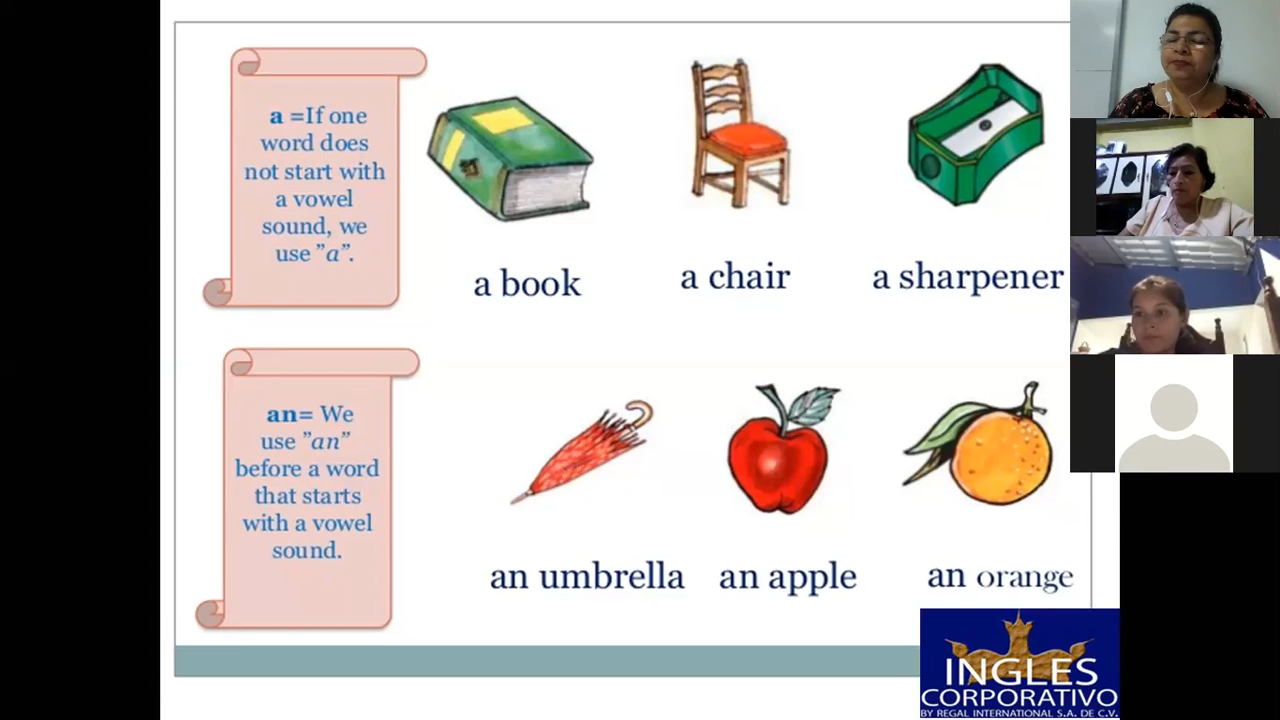 a =If one
word does
not start with
a vowel
sound, we
use ”a”.
a book
a chair
a sharpener
an= We
use ”an”
before a word
that starts
with a vowel
sound.
an umbrella
an apple
an orange
INGLES
CORPORATIVO
BY REGAL INTERNATIONAL S.A. DE C.V.